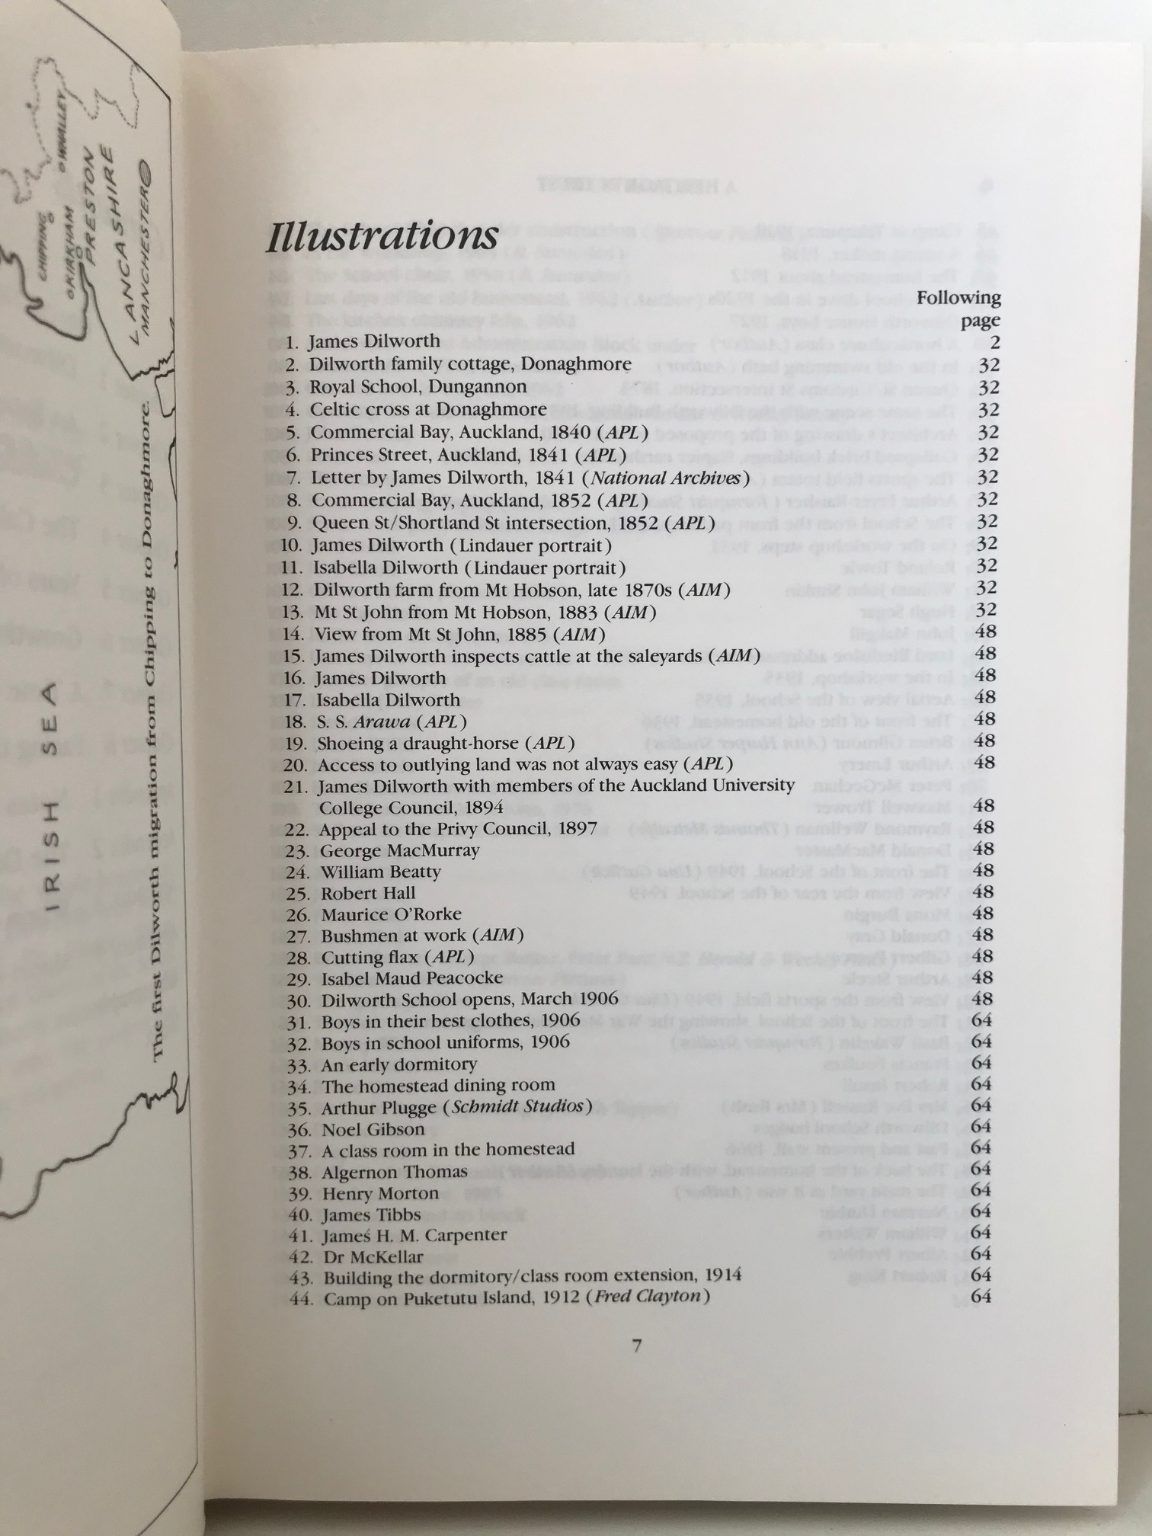 CHIPPING
WHALLEY
KIRKHAM
PRESTON
LANCASHIRE
MANCHESTER
IRISH SEA
The first Dilworth migration from Chipping to Donaghmore.
Illustrations
Following
page
1. James Dilworth 2
2. Dilworth family cottage, Donaghmore 32
3. Royal School, Dungannon 32
4. Celtic cross at Donaghmore 32
5. Commercial Bay, Auckland, 1840 (APL) 32
6. Princes Street, Auckland, 1841 (APL) 32
7. Letter by James Dilworth, 1841 (National Archives) 32
8. Commercial Bay, Auckland, 1852 (APL) 32
9. Queen St/Shortland St intersection, 1852 (APL) 32
10. James Dilworth (Lindauer portrait) 32
11. Isabella Dilworth (Lindauer portrait) 32
12. Dilworth farm from Mt Hobson, late 1870s (AIM) 32
13. Mt St John from Mt Hobson, 1883 (AIM) 32
14. View from Mt St John, 1885 (AIM) 48
15. James Dilworth inspects cattle at the saleyards (AIM) 48
16. James Dilworth 48
17. Isabella Dilworth 48
18. S. S. Arawa (APL) 48
19. Shoeing a draught-horse (APL) 48
20. Access to outlying land was not always easy (APL) 48
21. James Dilworth with members of the Auckland University
College Council, 1894 48
22. Appeal to the Privy Council, 1897 48
23. George MacMurray 48
24. William Beatty 48
25. Robert Hall 48
26. Maurice O'Rorke 48
27. Bushmen at work (AIM) 48
28. Cutting flax (APL) 48
29. Isabel Maud Peacocke 48
30. Dilworth School opens, March 1906 48
31. Boys in their best clothes, 1906 64
32. Boys in school uniforms, 1906 64
33. An early dormitory 64
34. The homestead dining room 64
35. Arthur Plugge (Schmidt Studios) 64
36. Noel Gibson 64
37. A class room in the homestead 64
38. Algernon Thomas 64
39. Henry Morton 64
40. James Tibbs 64
41. James H. M. Carpenter 64
42. Dr McKellar 64
43. Building the dormitory/class room extension, 1914 64
44. Camp on Puketutu Island, 1912 (Fred Clayton) 64
7